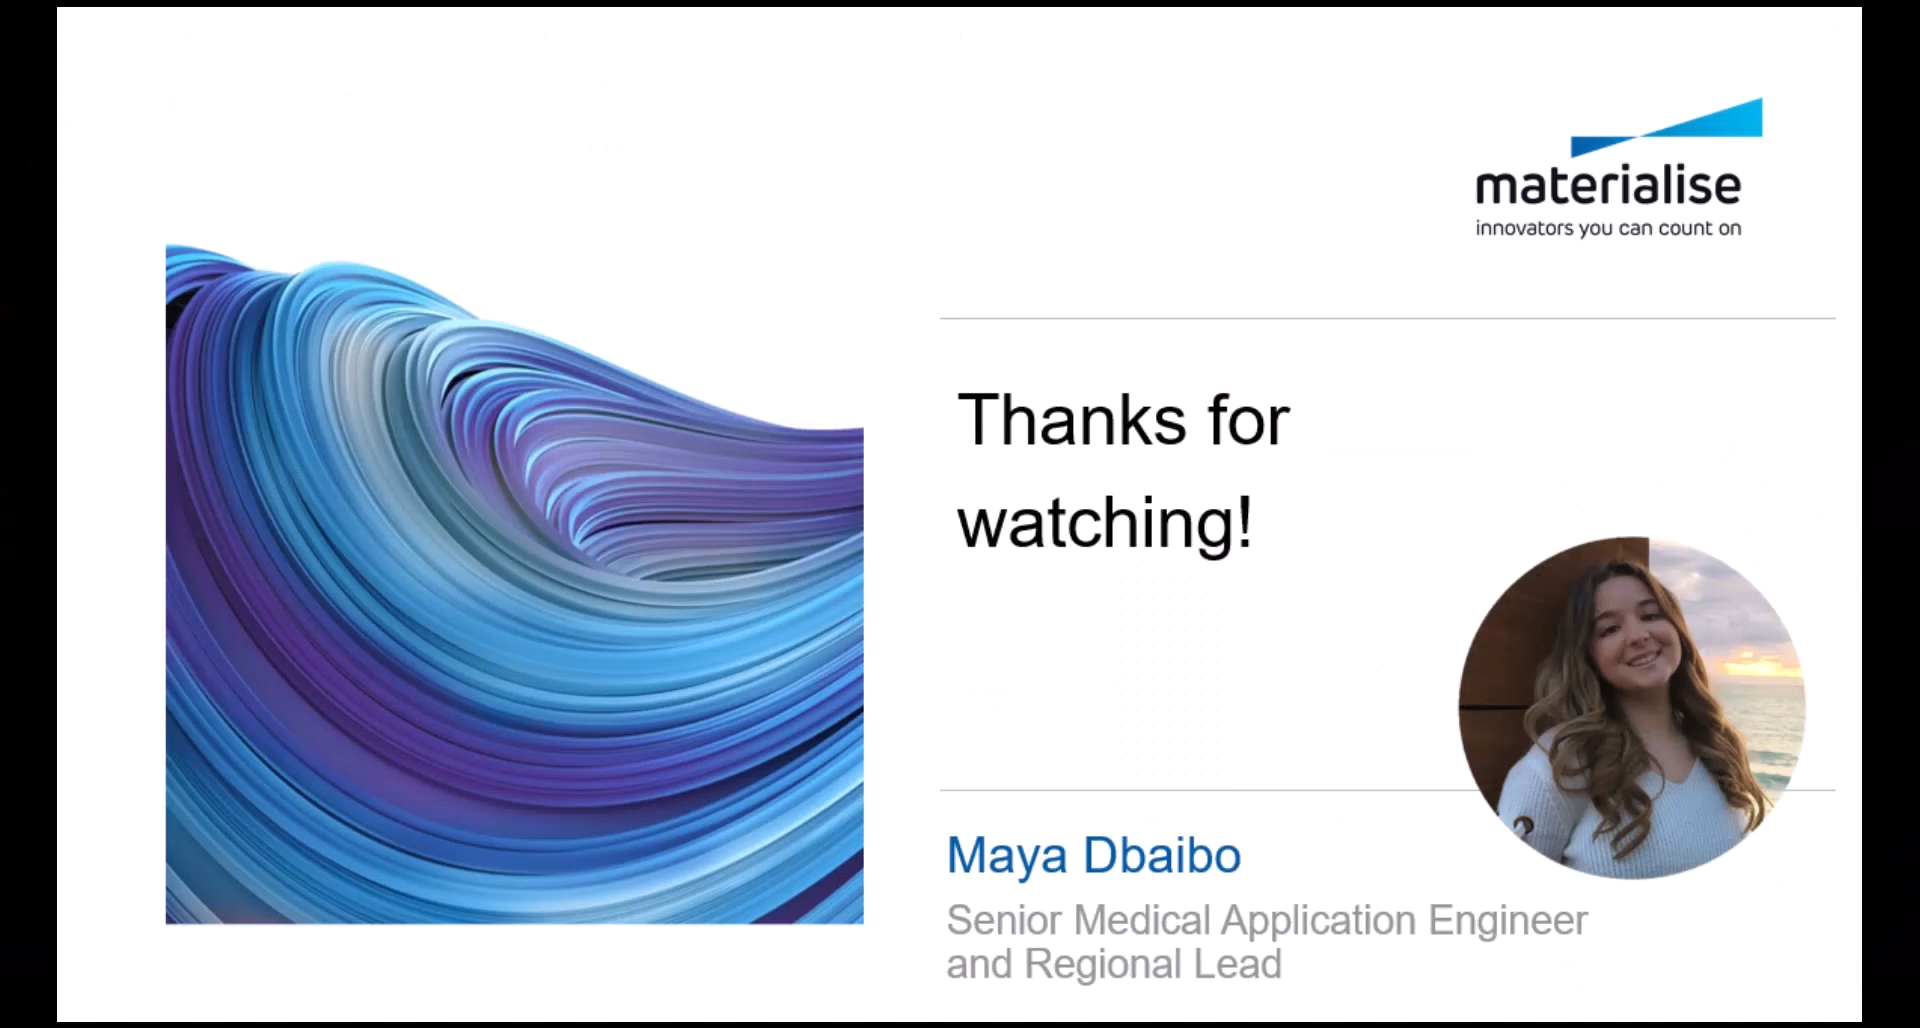 materialise
innovators you can count on
Thanks for
watching!
Maya Dbaibo
Senior Medical Application Engineer
and Regional Lead